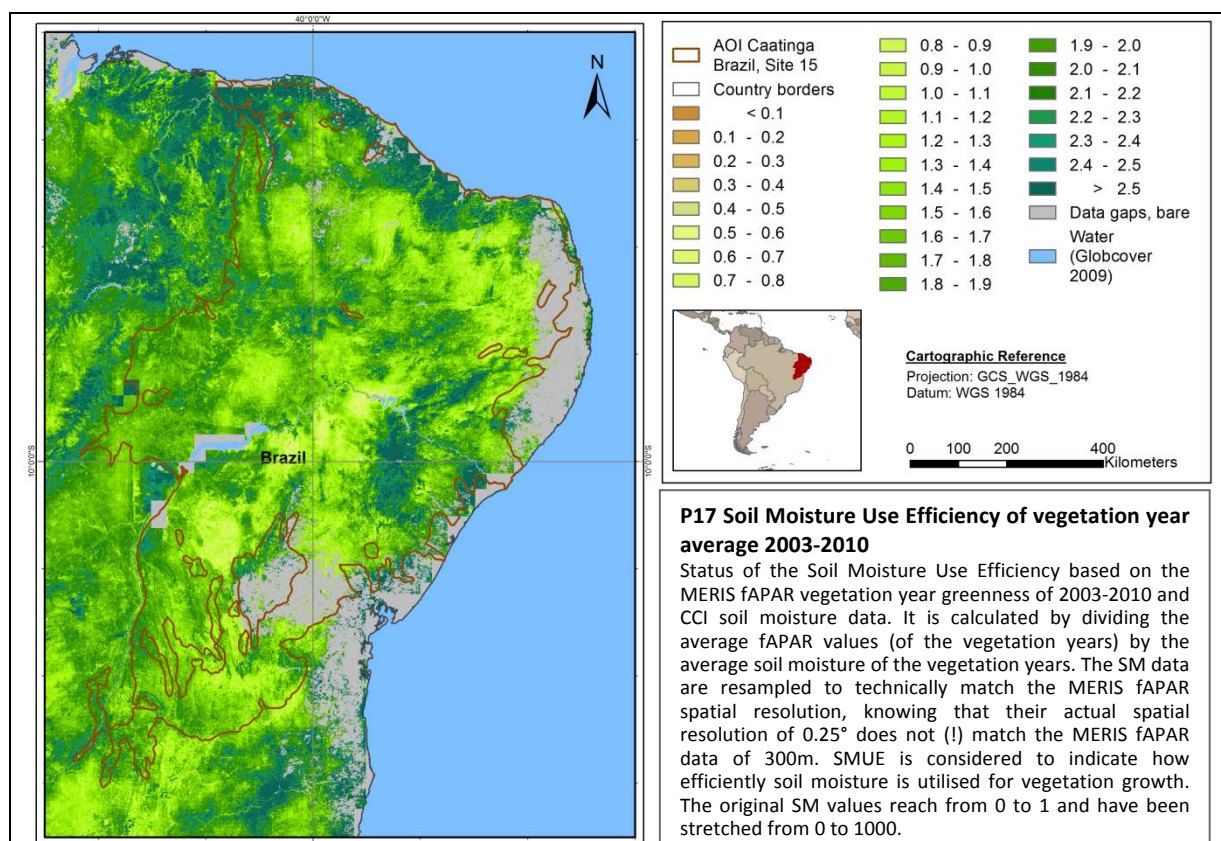 40°0'0"W
N
10°0'0"S
10°0'0"S
Brazil
AOI Caatinga
Brazil, Site 15
Country borders
< 0.1
0.1 - 0.2
0.2 - 0.3
0.3 - 0.4
0.4 - 0.5
0.5 - 0.6
0.6 - 0.7
0.7 - 0.8
0.8 - 0.9
0.9 - 1.0
1.0 - 1.1
1.1 - 1.2
1.2 - 1.3
1.3 - 1.4
1.4 - 1.5
1.5 - 1.6
1.6 - 1.7
1.7 - 1.8
1.8 - 1.9
1.9 - 2.0
2.0 - 2.1
2.1 - 2.2
2.2 - 2.3
2.3 - 2.4
2.4 - 2.5
> 2.5
Data gaps, bare
Water
(Globcover
2009)
Cartographic Reference
Projection: GCS_WGS_1984
Datum: WGS 1984
0 100 200 400
Kilometers
P17 Soil Moisture Use Efficiency of vegetation year
average 2003-2010
Status of the Soil Moisture Use Efficiency based on the
MERIS fAPAR vegetation year greenness of 2003-2010 and
CCI soil moisture data. It is calculated by dividing the
average fAPAR values (of the vegetation years) by the
average soil moisture of the vegetation years. The SM data
are resampled to technically match the MERIS fAPAR
spatial resolution, knowing that their actual spatial
resolution of 0.25° does not (!) match the MERIS fAPAR
data of 300m. SMUE is considered to indicate how
efficiently soil moisture is utilised for vegetation growth.
The original SM values reach from 0 to 1 and have been
stretched from 0 to 1000.